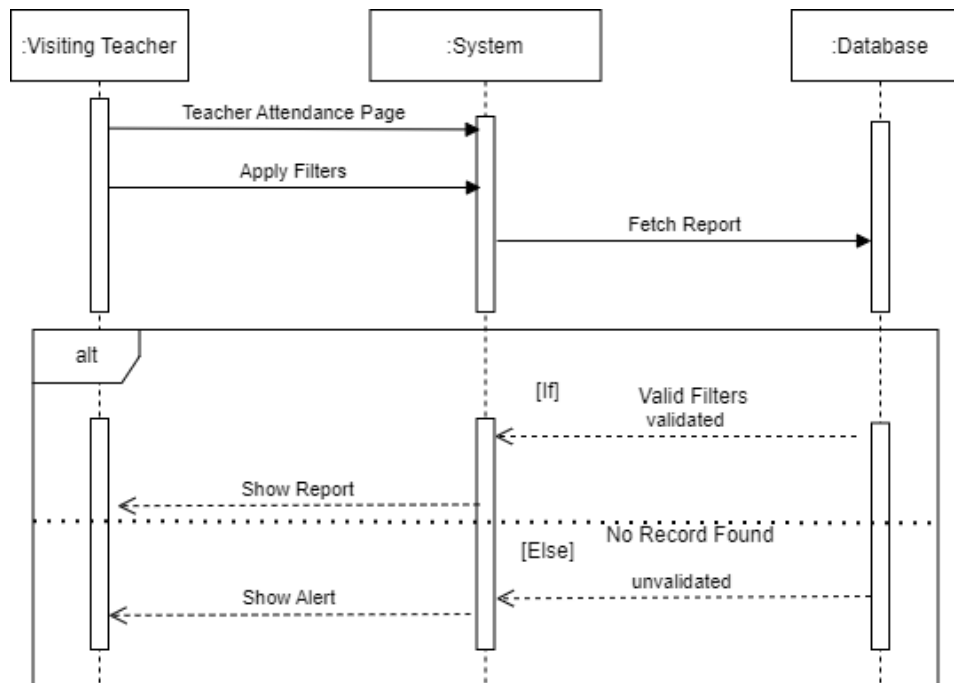 :Visiting Teacher
:System
:Database
Teacher Attendance Page
Apply Filters
Fetch Report
alt
[If]
Valid Filters
validated
Show Report
No Record Found
[Else]
unvalidated
Show Alert